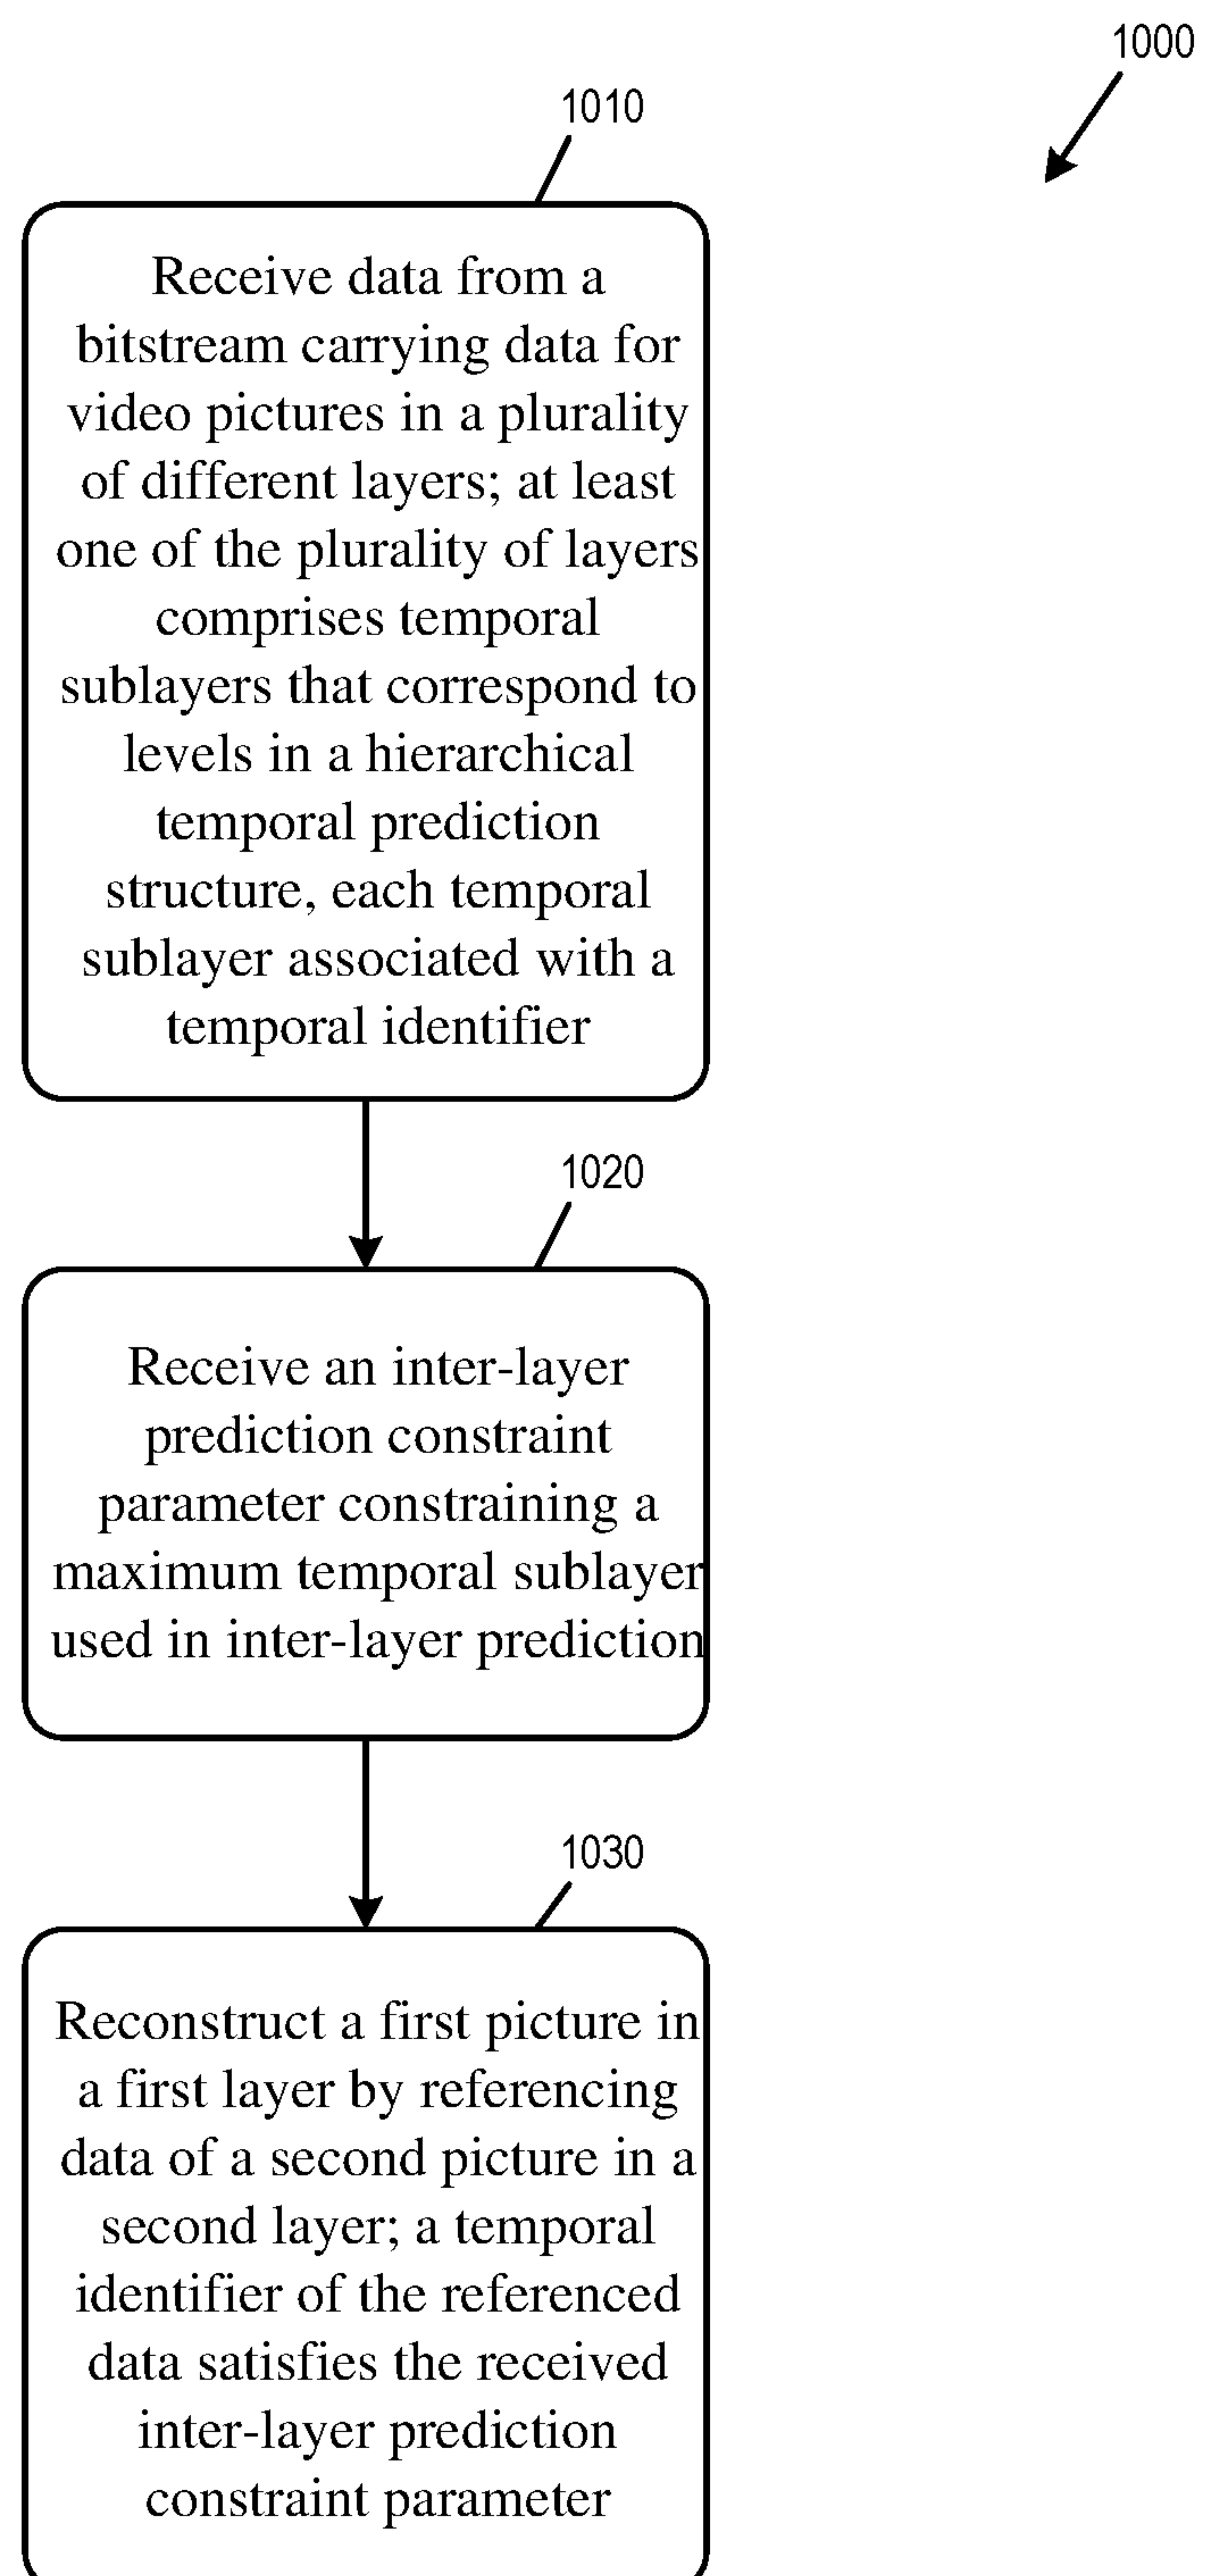 1000
1010
Receive data from a
bitstream carrying data for
video pictures in a plurality
of different layers; at least
one of the plurality of layers
comprises temporal
sublayers that correspond to
levels in a hierarchical
temporal prediction
structure, each temporal
sublayer associated with a
temporal identifier
1020
Receive an inter-layer
prediction constraint
parameter constraining a
maximum temporal sublayer
used in inter-layer prediction
1030
Reconstruct a first picture in
a first layer by referencing
data of a second picture in a
second layer; a temporal
identifier of the referenced
data satisfies the received
inter-layer prediction
constraint parameter